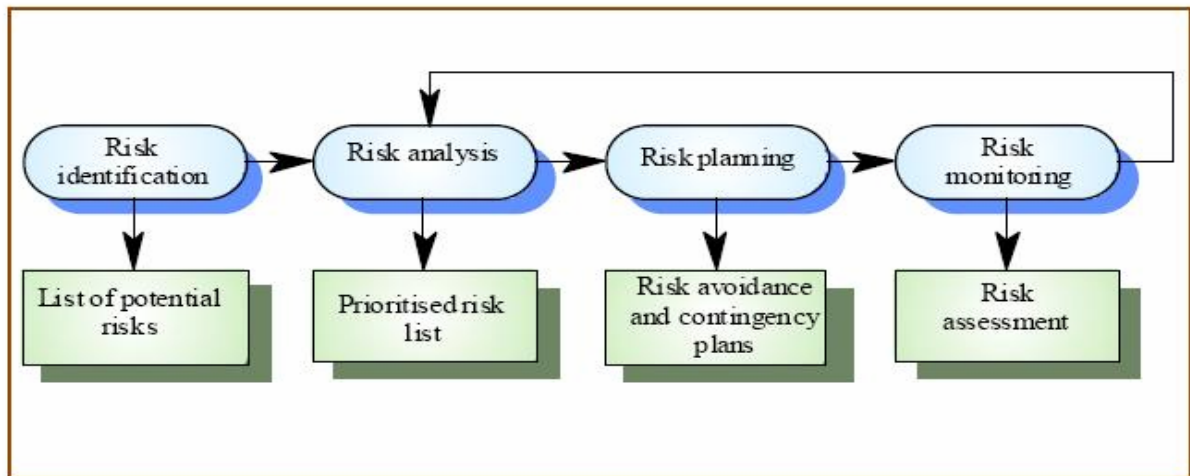 Risk
identification
Risk analysis
Risk planning
Risk
monitoring
List of potential
risks
Prioritised risk
list
Risk avoidance
and contingency
plans
Risk
assessment